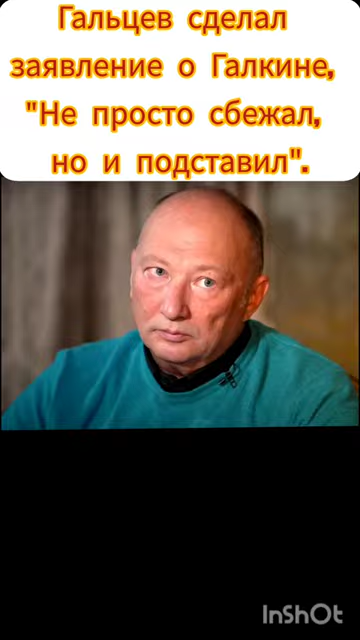 Гальцев сделал
заявление о Галкине,
"Не просто сбежал,
но и подставил".
InShOt